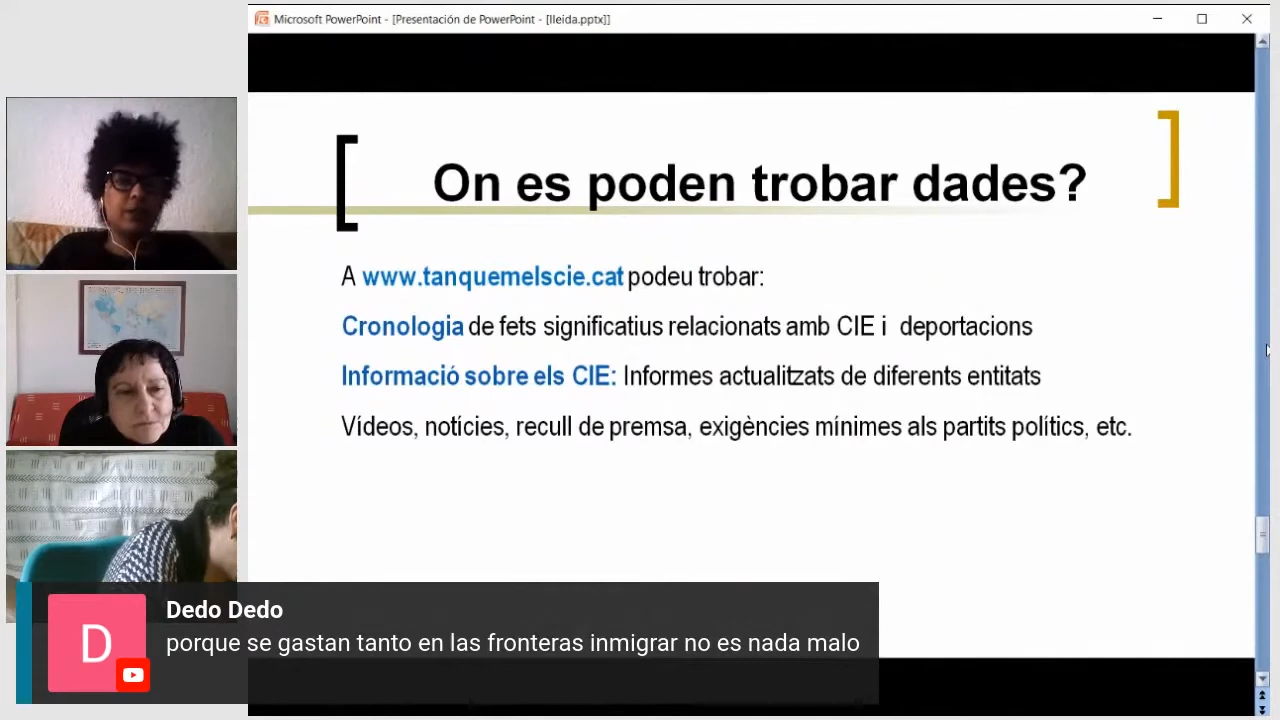 Microsoft PowerPoint - [Presentación de PowerPoint - [lleida.pptx]]
On es poden trobar dades?
A www.tanquemelscie.cat podeu trobar:
Cronologia de fets significatius relacionats amb CIE i deportacions
Informació sobre els CIE: Informes actualitzats de diferents entitats
Vídeos, notícies, recull de premsa, exigències mínimes als partits polítics, etc.
D
Dedo Dedo
porque se gastan tanto en las fronteras inmigrar no es nada malo